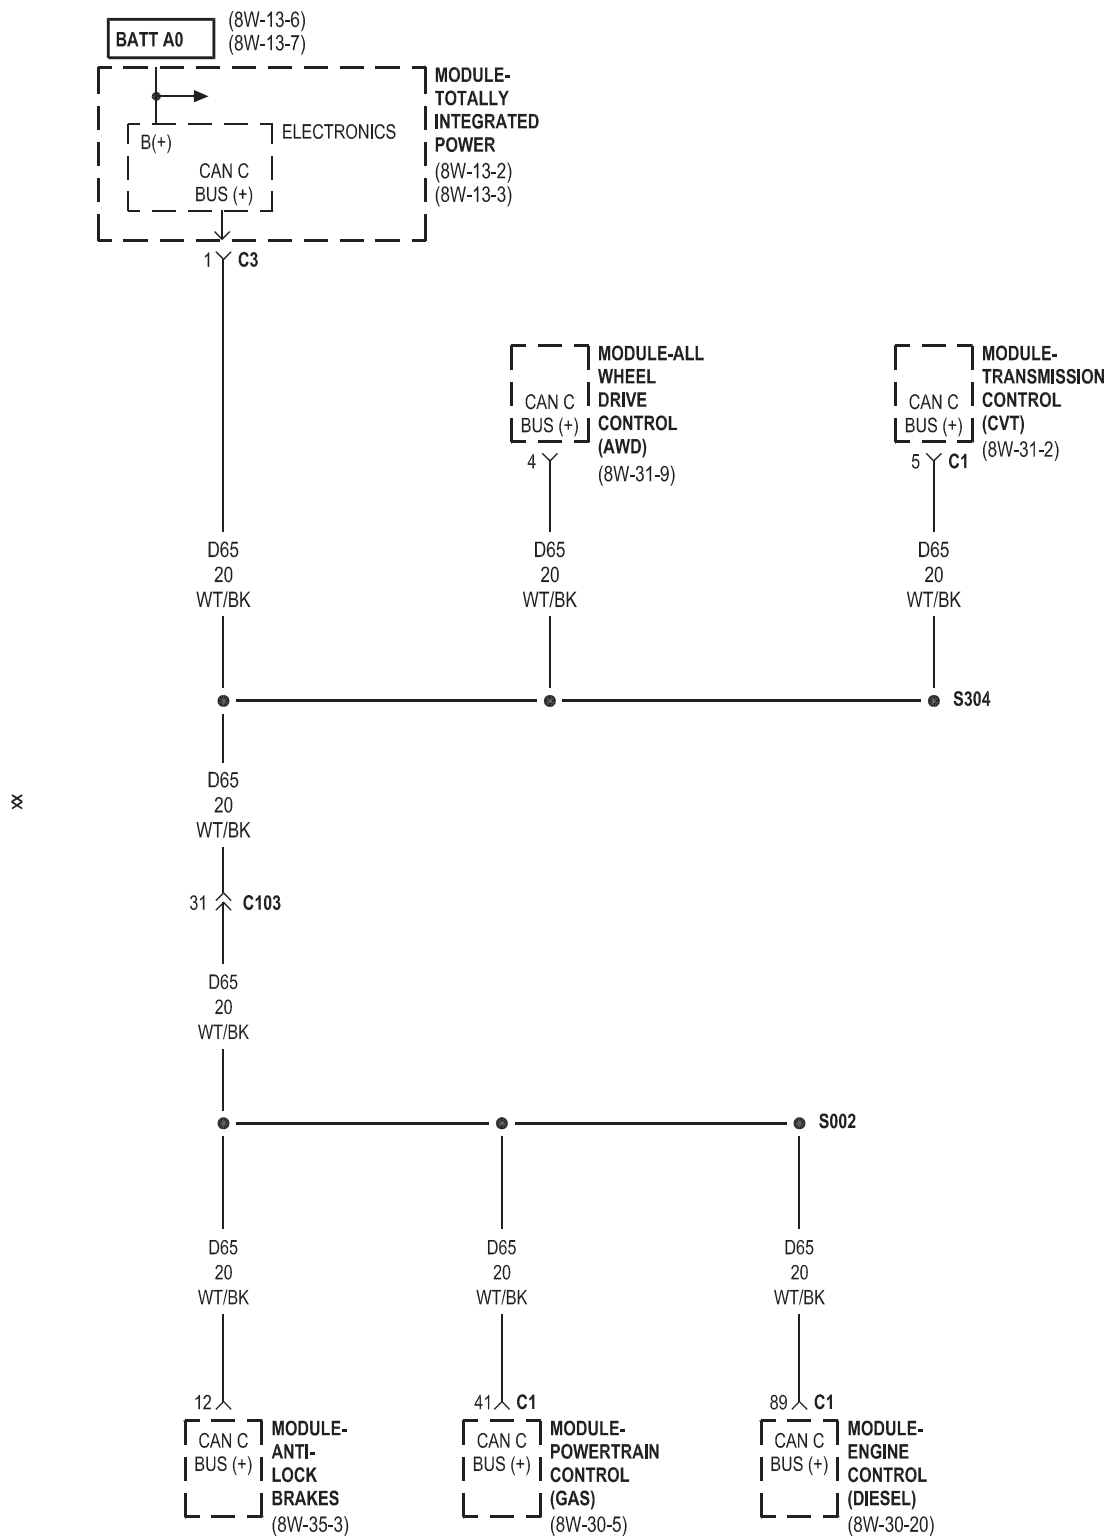 BATT A0
(8W-13-6)
(8W-13-7)
MODULE-
TOTALLY
INTEGRATED
POWER
(8W-13-2)
(8W-13-3)
B(+)
ELECTRONICS
CAN C
BUS (+)
1 C3
CAN C
BUS (+)
MODULE-ALL
WHEEL
DRIVE
CONTROL
(AWD)
(8W-31-9)
4
CAN C
BUS (+)
MODULE-
TRANSMISSION
CONTROL
(CVT)
(8W-31-2)
5 C1
D65
20
WT/BK
D65
20
WT/BK
D65
20
WT/BK
S304
D65
20
WT/BK
XX
31 C103
D65
20
WT/BK
S002
D65
20
WT/BK
D65
20
WT/BK
D65
20
WT/BK
12
CAN C
BUS (+)
MODULE-
ANTI-
LOCK
BRAKES
(8W-35-3)
41 C1
CAN C
BUS (+)
MODULE-
POWERTRAIN
CONTROL
(GAS)
(8W-30-5)
89 C1
CAN C
BUS (+)
MODULE-
ENGINE
CONTROL
(DIESEL)
(8W-30-20)